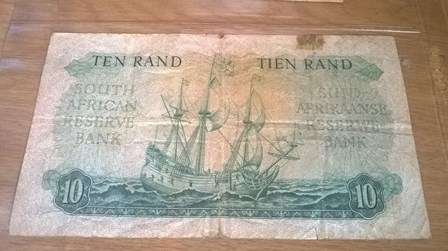 TEN RAND
TIEN RAND
SOUTH
AFRICAN
RESERVE
BANK
SUID-
AFRIKAANSE
RESERWE
BANK
10
10